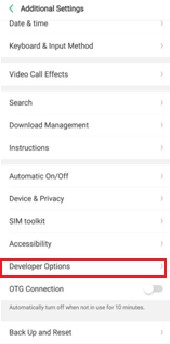 Additional Settings
Date & time
Keyboard & Input Method
Video Call Effects
Search
Download Management
Instructions
Automatic On/Off
Device & Privacy
SIM toolkit
Accessibility
Developer Options
OTG Connection
Automatically turn off when not in use for 10 minutes.
Back Up and Reset